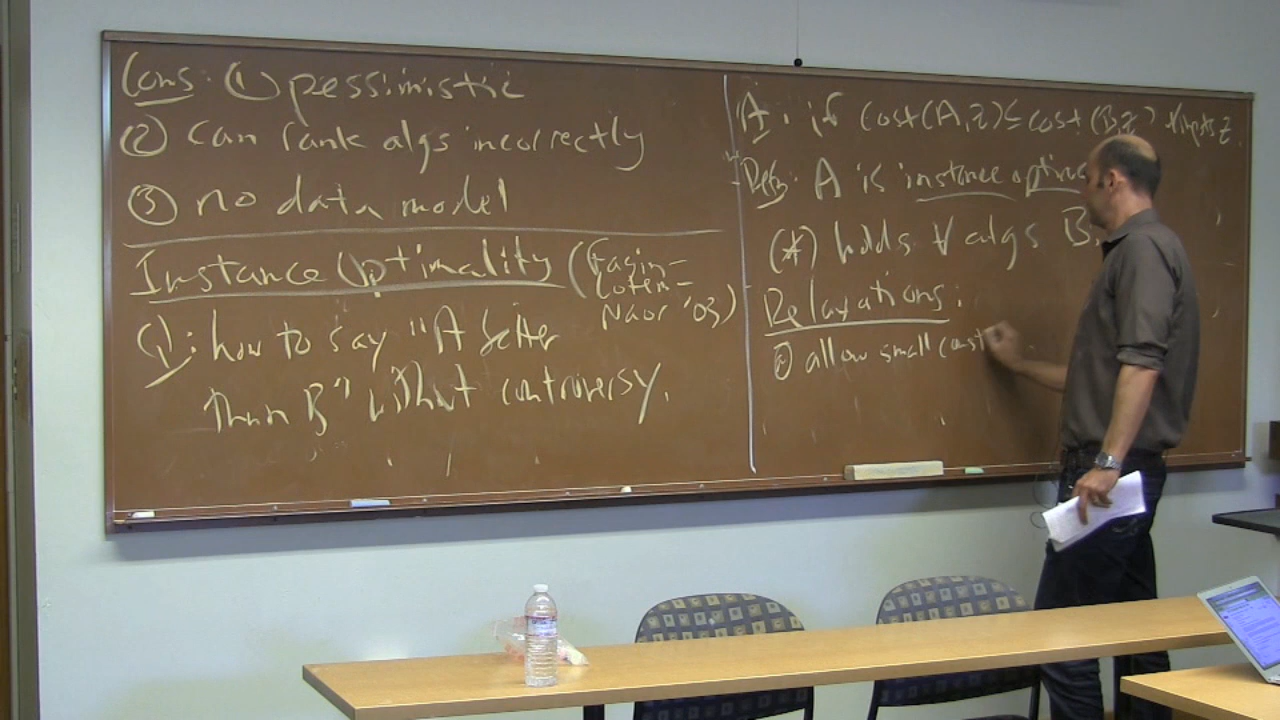 Cons: ① pessimistic
② can rank algs incorrectly
③ no data model
Instance Optimality (Fagin-
Lotem-
Naor '03)
Q: how to say "A better
than B" without controversy.
A: if cost(A,z) ≤ cost(B,z) ∀ inputs z.
Def: A is instance optimal
(*) holds ∀ algs B.
Relaxations:
allow small const